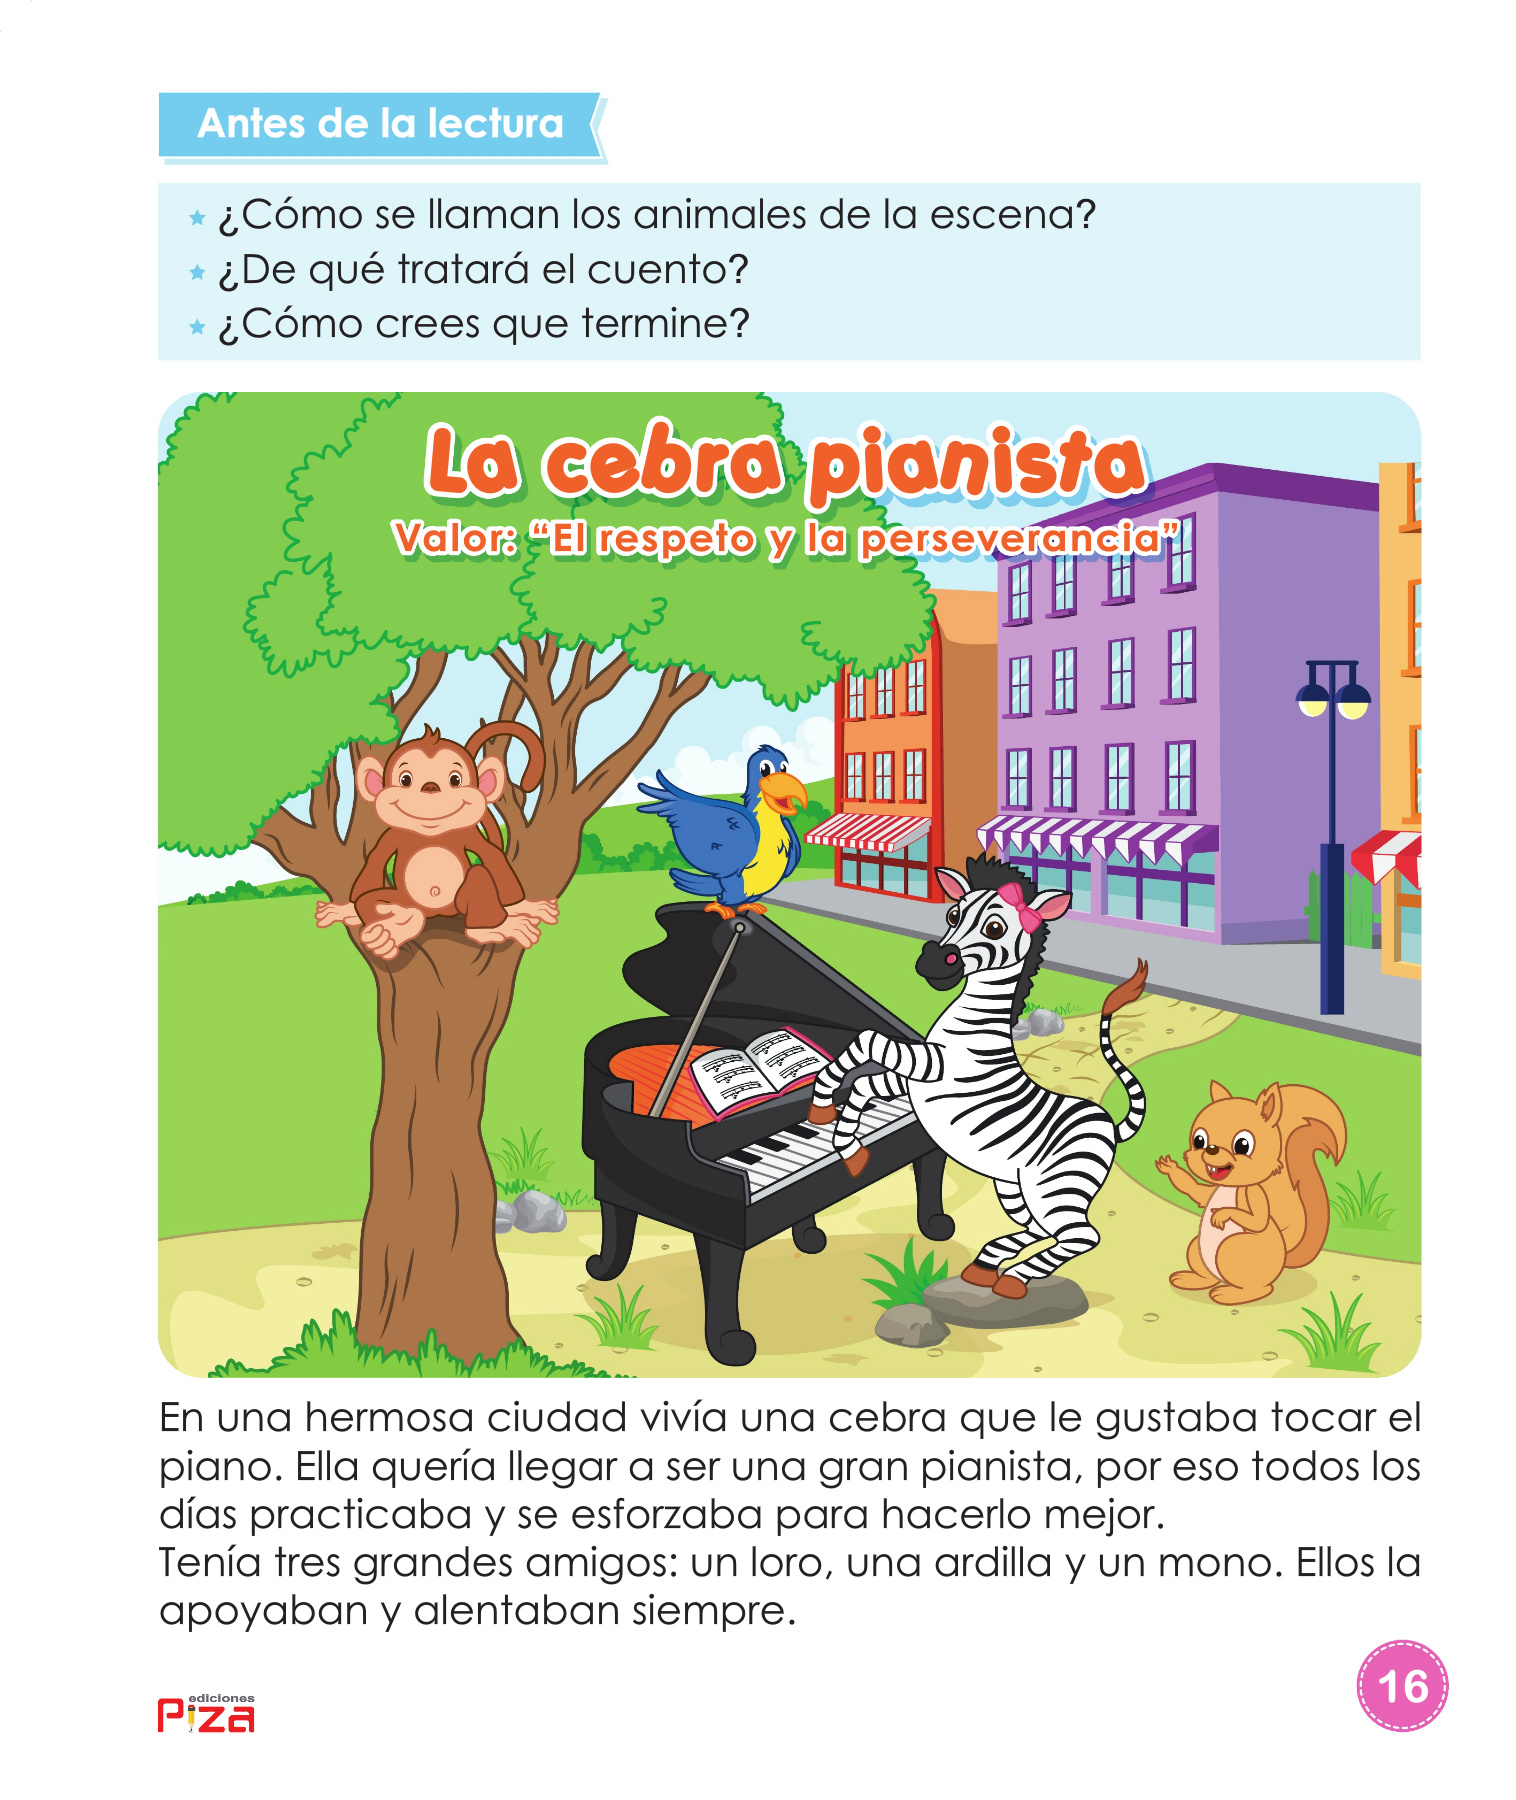 Antes de la lectura
¿Cómo se llaman los animales de la escena?
¿De qué tratará el cuento?
¿Cómo crees que termine?
La cebra pianista
Valor: “El respeto y la perseverancia”
En una hermosa ciudad vivía una cebra que le gustaba tocar el
piano. Ella quería llegar a ser una gran pianista, por eso todos los
días practicaba y se esforzaba para hacerlo mejor.
Tenía tres grandes amigos: un loro, una ardilla y un mono. Ellos la
apoyaban y alentaban siempre.
ediciones
Piza
16